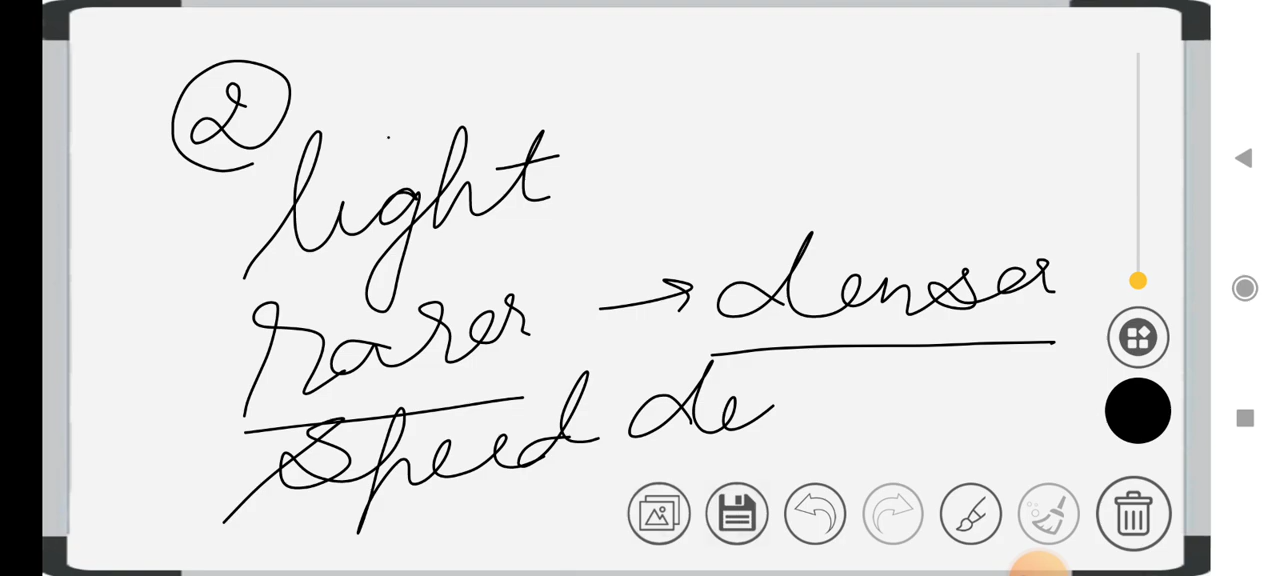 2
light
rarer → denser
speed de